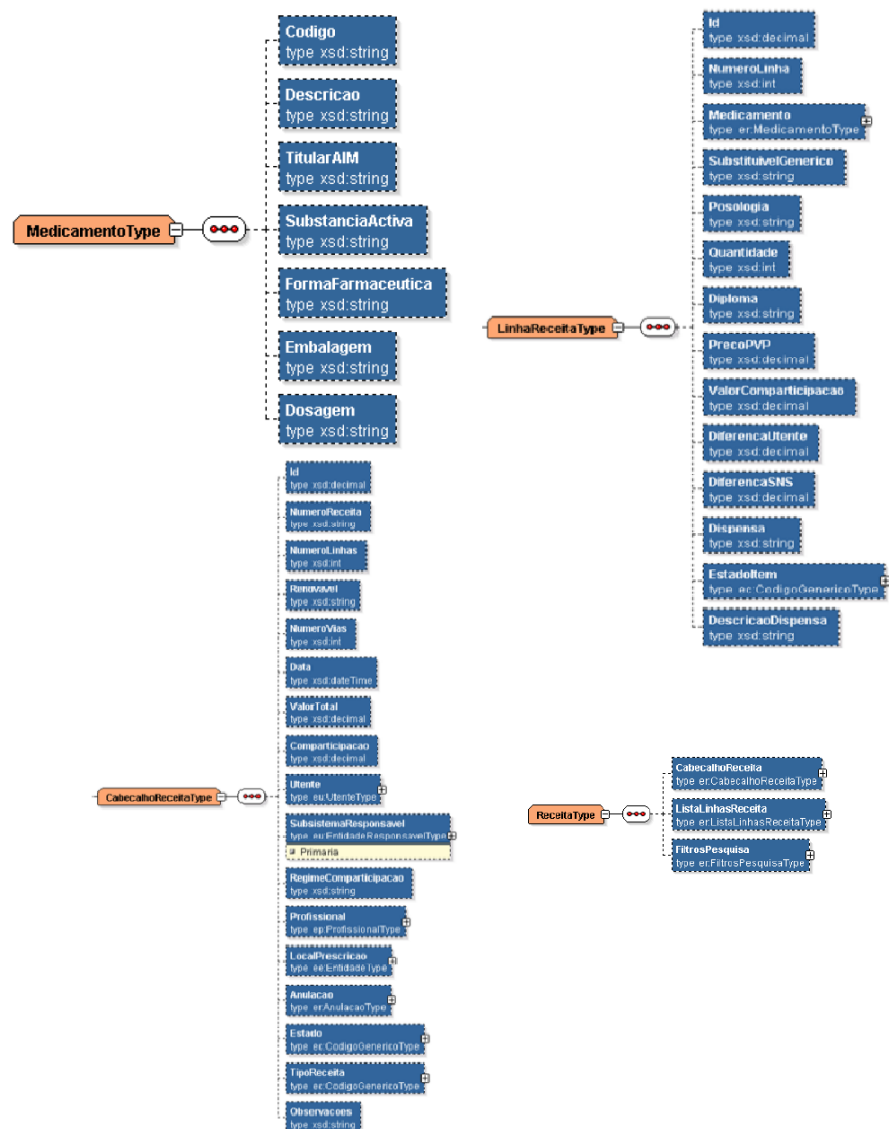 Codigo
type xsd:string
Descricao
type xsd:string
TitularAIM
type xsd:string
MedicamentoType
SubstanciaActiva
type xsd:string
FormaFarmaceutica
type xsd:string
Embalagem
type xsd:string
Dosagem
type xsd:string
Id
type xsd:decimal
NumeroLinha
type xsd:int
Medicamento
type er:MedicamentoType
SubstituivelGenerico
type xsd:string
Posologia
type xsd:string
Quantidade
type xsd:int
Diploma
type xsd:string
LinhaReceitaType
PrecoPVP
type xsd:decimal
ValorComparticipacao
type xsd:decimal
DiferencaUtente
type xsd:decimal
DiferencaSNS
type xsd:decimal
Dispensa
type xsd:string
EstadoItem
type ec:CodigoGenericoType
DescricaoDispensa
type xsd:string
Id
type xsd:decimal
NumeroReceita
type xsd:string
NumeroLinhas
type xsd:int
Renovavel
type xsd:string
NumeroVias
type xsd:int
Data
type xsd:dateTime
ValorTotal
type xsd:decimal
Comparticipacao
type xsd:decimal
CabecalhoReceitaType
Utente
type eu:UtenteType
SubsistemaResponsavel
type eu:EntidadeResponsavelType
Primaria
RegimeComparticipacao
type xsd:string
Profissional
type ep:ProfissionalType
LocalPrescricao
type ee:EntidadeType
Anulacao
type er:AnulacaoType
Estado
type ec:CodigoGenericoType
TipoReceita
type ec:CodigoGenericoType
Observacoes
type xsd:string
CabecalhoReceita
type er:CabecalhoReceitaType
ReceitaType
ListaLinhasReceita
type er:ListaLinhasReceitaType
FiltrosPesquisa
type er:FiltrosPesquisaType